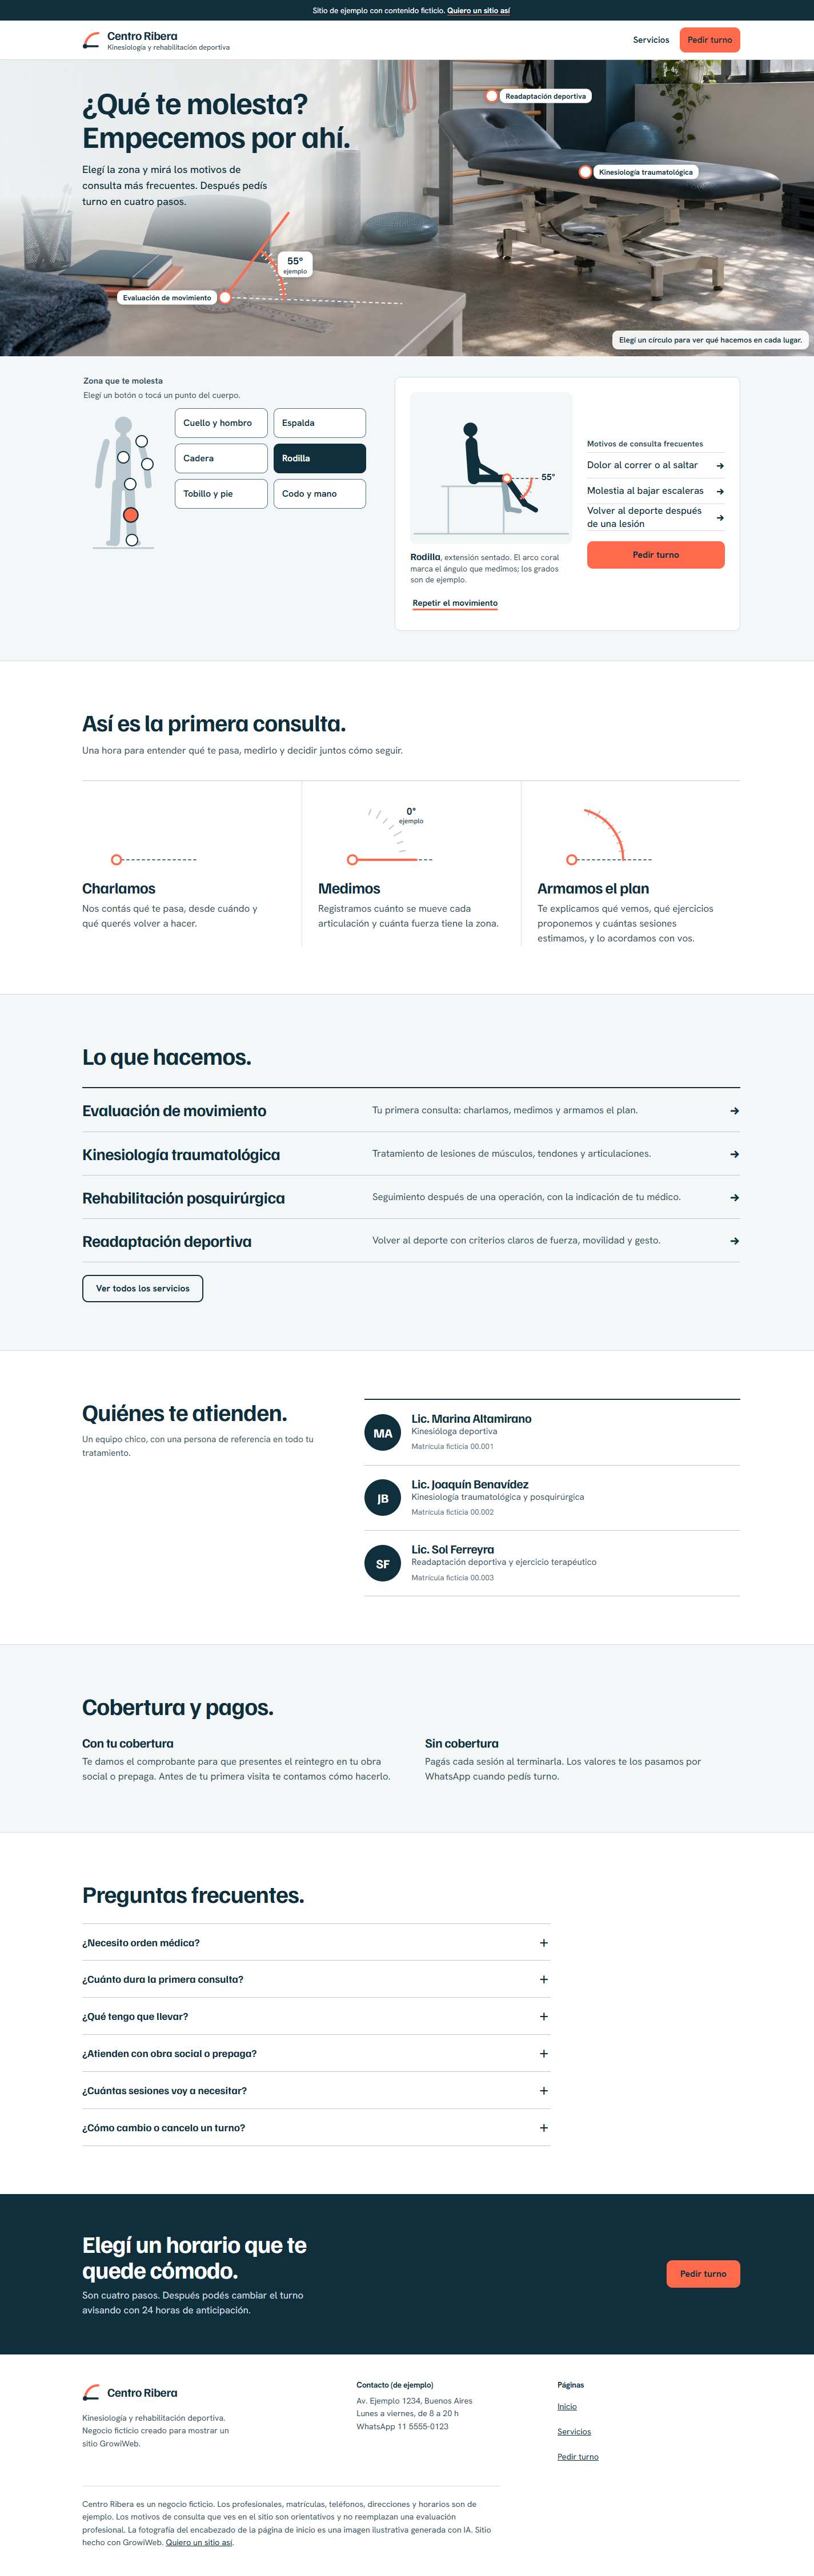 Sitio de ejemplo con contenido ficticio. Quiero un sitio así
Centro Ribera
Kinesiología y rehabilitación deportiva
Servicios
Pedir turno
¿Qué te molesta?
Empecemos por ahí.
Elegí la zona y mirá los motivos de
consulta más frecuentes. Después pedís
turno en cuatro pasos.
Readaptación deportiva
Kinesiología traumatológica
55°
ejemplo
Evaluación de movimiento
Elegí un círculo para ver qué hacemos en cada lugar.
Zona que te molesta
Elegí un botón o tocá un punto del cuerpo.
Cuello y hombro
Espalda
Cadera
Rodilla
Tobillo y pie
Codo y mano
55°
Rodilla, extensión sentado. El arco coral
marca el ángulo que medimos; los grados
son de ejemplo.
Repetir el movimiento
Motivos de consulta frecuentes
Dolor al correr o al saltar
Molestia al bajar escaleras
Volver al deporte después
de una lesión
Pedir turno
Así es la primera consulta.
Una hora para entender qué te pasa, medirlo y decidir juntos cómo seguir.
Charlamos
Nos contás qué te pasa, desde cuándo y
qué querés volver a hacer.
0°
ejemplo
Medimos
Registramos cuánto se mueve cada
articulación y cuánta fuerza tiene la zona.
Armamos el plan
Te explicamos qué vemos, qué ejercicios
proponemos y cuántas sesiones
estimamos, y lo acordamos con vos.
Lo que hacemos.
Evaluación de movimiento
Tu primera consulta: charlamos, medimos y armamos el plan.
Kinesiología traumatológica
Tratamiento de lesiones de músculos, tendones y articulaciones.
Rehabilitación posquirúrgica
Seguimiento después de una operación, con la indicación de tu médico.
Readaptación deportiva
Volver al deporte con criterios claros de fuerza, movilidad y gesto.
Ver todos los servicios
Quiénes te atienden.
Un equipo chico, con una persona de referencia en todo tu
tratamiento.
MA
Lic. Marina Altamirano
Kinesióloga deportiva
Matrícula ficticia 00.001
JB
Lic. Joaquín Benavídez
Kinesiología traumatológica y posquirúrgica
Matrícula ficticia 00.002
SF
Lic. Sol Ferreyra
Readaptación deportiva y ejercicio terapéutico
Matrícula ficticia 00.003
Cobertura y pagos.
Con tu cobertura
Te damos el comprobante para que presentes el reintegro en tu obra
social o prepaga. Antes de tu primera visita te contamos cómo hacerlo.
Sin cobertura
Pagás cada sesión al terminarla. Los valores te los pasamos por
WhatsApp cuando pedís turno.
Preguntas frecuentes.
¿Necesito orden médica?
¿Cuánto dura la primera consulta?
¿Qué tengo que llevar?
¿Atienden con obra social o prepaga?
¿Cuántas sesiones voy a necesitar?
¿Cómo cambio o cancelo un turno?
Elegí un horario que te
quede cómodo.
Son cuatro pasos. Después podés cambiar el turno
avisando con 24 horas de anticipación.
Pedir turno
Centro Ribera
Kinesiología y rehabilitación deportiva.
Negocio ficticio creado para mostrar un
sitio GrowiWeb.
Contacto (de ejemplo)
Av. Ejemplo 1234, Buenos Aires
Lunes a viernes, de 8 a 20 h
WhatsApp 11 5555-0123
Páginas
Inicio
Servicios
Pedir turno
Centro Ribera es un negocio ficticio. Los profesionales, matrículas, teléfonos, direcciones y horarios son de
ejemplo. Los motivos de consulta que ves en el sitio son orientativos y no reemplazan una evaluación
profesional. La fotografía del encabezado de la página de inicio es una imagen ilustrativa generada con IA. Sitio
hecho con GrowiWeb. Quiero un sitio así.